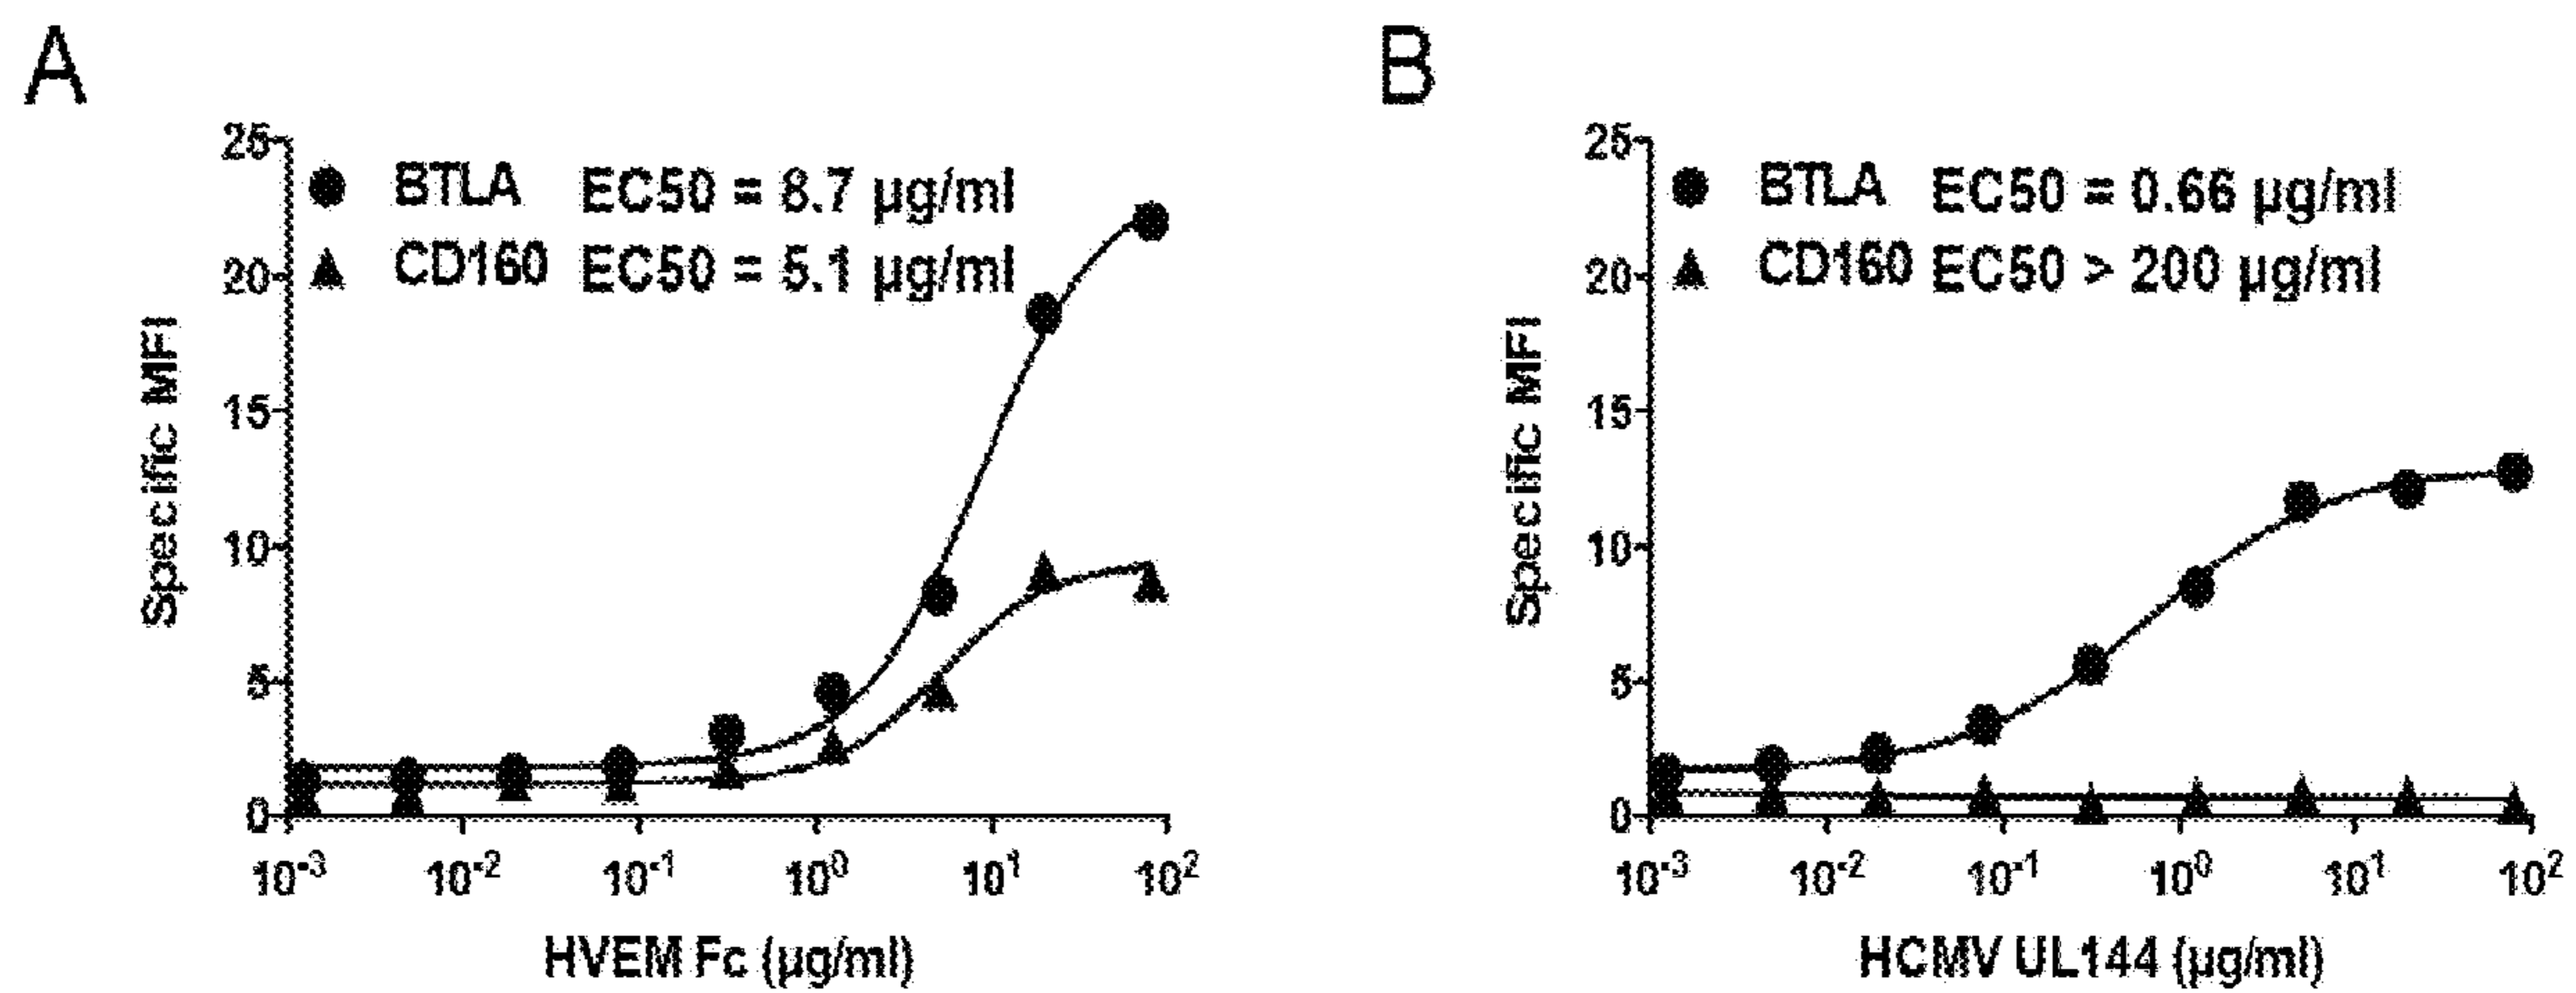 A
25
20
15
10
5
0
Specific MFI
BTLA EC50 = 8.7 µg/ml
CD160 EC50 = 5.1 µg/ml
10-3 10-2 10-1 100 101 102
HVEM Fc (µg/ml)
B
25
20
15
10
5
0
Specific MFI
BTLA EC50 = 0.66 µg/ml
CD160 EC50 > 200 µg/ml
10-3 10-2 10-1 100 101 102
HCMV UL144 (µg/ml)